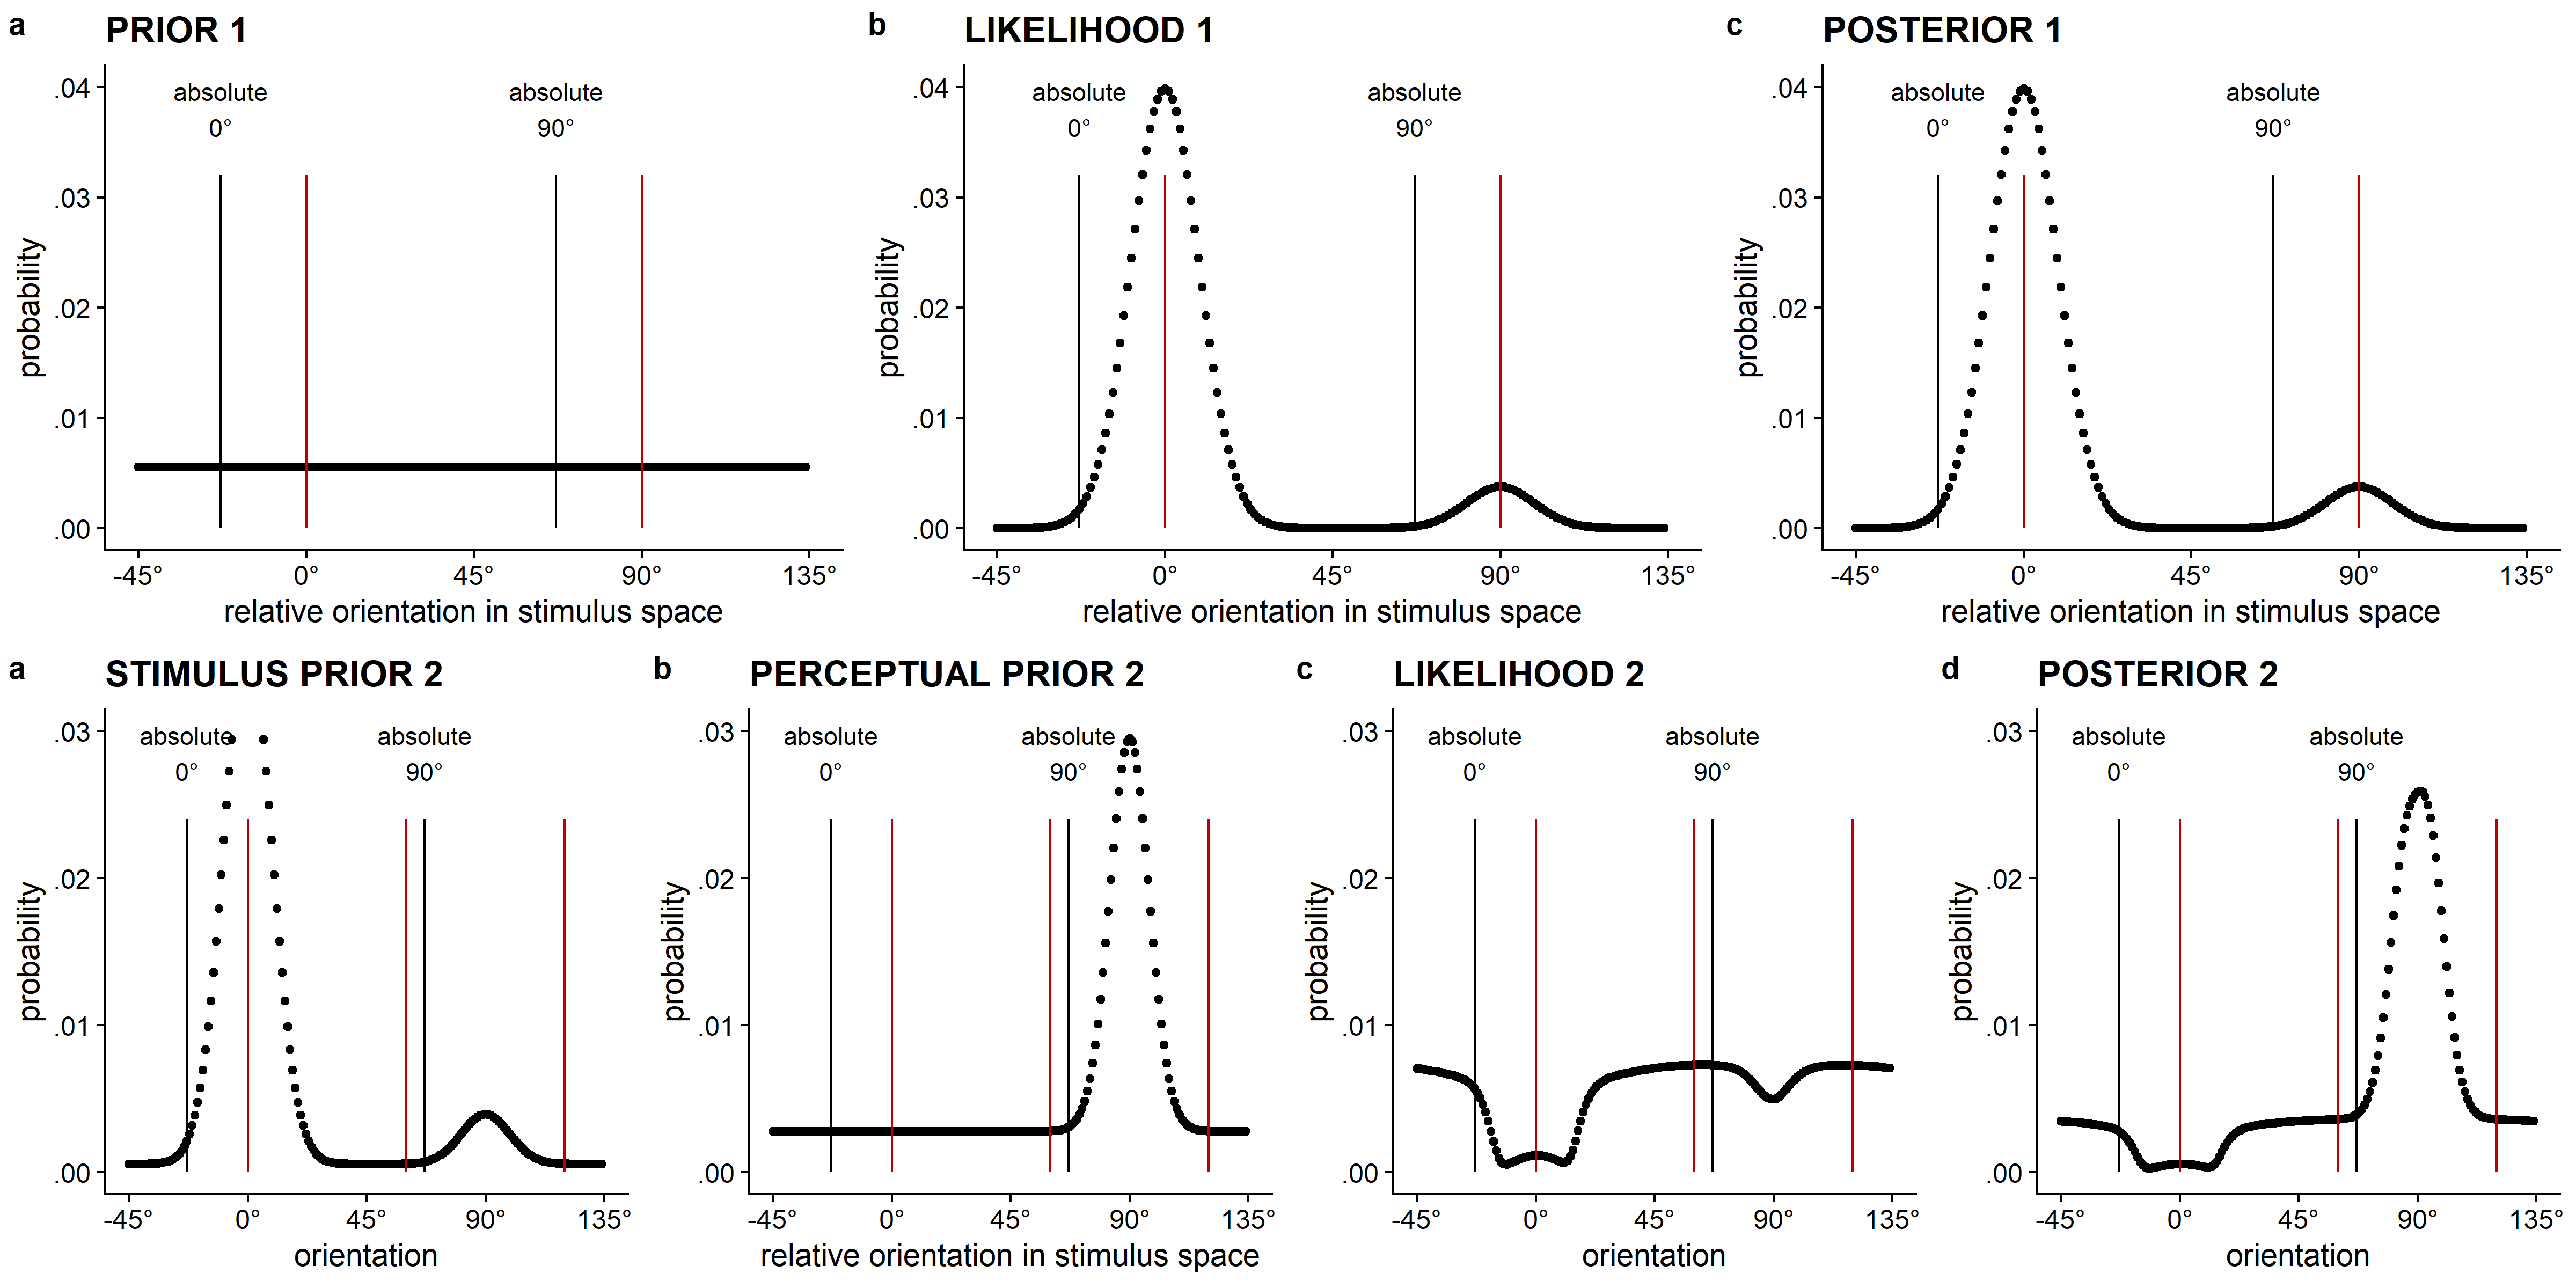 a PRIOR 1
absolute absolute
0° 90°
.04
.03
.02
.01
.00
probability
-45° 0° 45° 90° 135°
relative orientation in stimulus space
b LIKELIHOOD 1
absolute absolute
0° 90°
.04
.03
.02
.01
.00
probability
-45° 0° 45° 90° 135°
relative orientation in stimulus space
c POSTERIOR 1
absolute absolute
0° 90°
.04
.03
.02
.01
.00
probability
-45° 0° 45° 90° 135°
relative orientation in stimulus space
a STIMULUS PRIOR 2
absolute absolute
0° 90°
.03
.02
.01
.00
probability
-45° 0° 45° 90° 135°
orientation
b PERCEPTUAL PRIOR 2
absolute absolute
0° 90°
.03
.02
.01
.00
probability
-45° 0° 45° 90° 135°
relative orientation in stimulus space
c LIKELIHOOD 2
absolute absolute
0° 90°
.03
.02
.01
.00
probability
-45° 0° 45° 90° 135°
orientation
d POSTERIOR 2
absolute absolute
0° 90°
.03
.02
.01
.00
probability
-45° 0° 45° 90° 135°
orientation